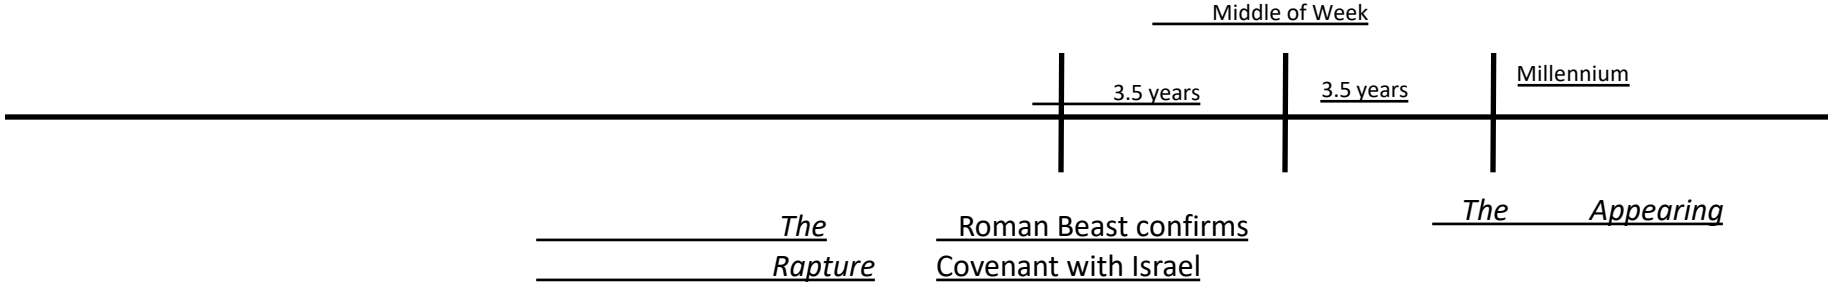 Middle of Week
3.5 years
3.5 years
Millennium
The
Rapture
Roman Beast confirms
Covenant with Israel
The Appearing